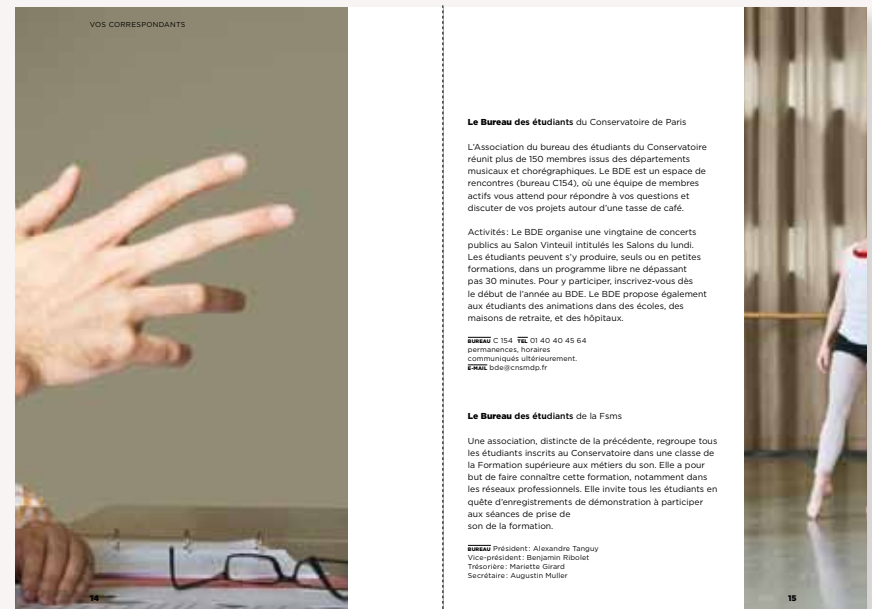 VOS CORRESPONDANTS
Le Bureau des étudiants du Conservatoire de Paris
L'Association du bureau des étudiants du Conservatoire
réunit plus de 150 membres issus des départements
musicaux et chorégraphiques. Le BDE est un espace de
rencontres (bureau C154), où une équipe de membres
actifs vous attend pour répondre à vos questions et
discuter de vos projets autour d'une tasse de café.
Activités : Le BDE organise une vingtaine de concerts
publics au Salon Vinteuil intitulés les Salons du lundi.
Les étudiants peuvent s'y produire, seuls ou en petites
formations, dans un programme libre ne dépassant
pas 30 minutes. Pour y participer, inscrivez-vous dès
le début de l'année au BDE. Le BDE propose également
aux étudiants des animations dans des écoles, des
maisons de retraite, et des hôpitaux.
BUREAU C 154 TEL 01 40 40 45 64
permanences, horaires
communiqués ultérieurement.
E-MAIL bde@cnsmdp.fr
Le Bureau des étudiants de la Fsms
Une association, distincte de la précédente, regroupe tous
les étudiants inscrits au Conservatoire dans une classe de
la Formation supérieure aux métiers du son. Elle a pour
but de faire connaître cette formation, notamment dans
les réseaux professionnels. Elle invite tous les étudiants en
quête d'enregistrements de démonstration à participer
aux séances de prise de
son de la formation.
BUREAU Président : Alexandre Tanguy
Vice-président : Benjamin Ribolet
Trésorière : Mariette Girard
Secrétaire : Augustin Muller
14
15